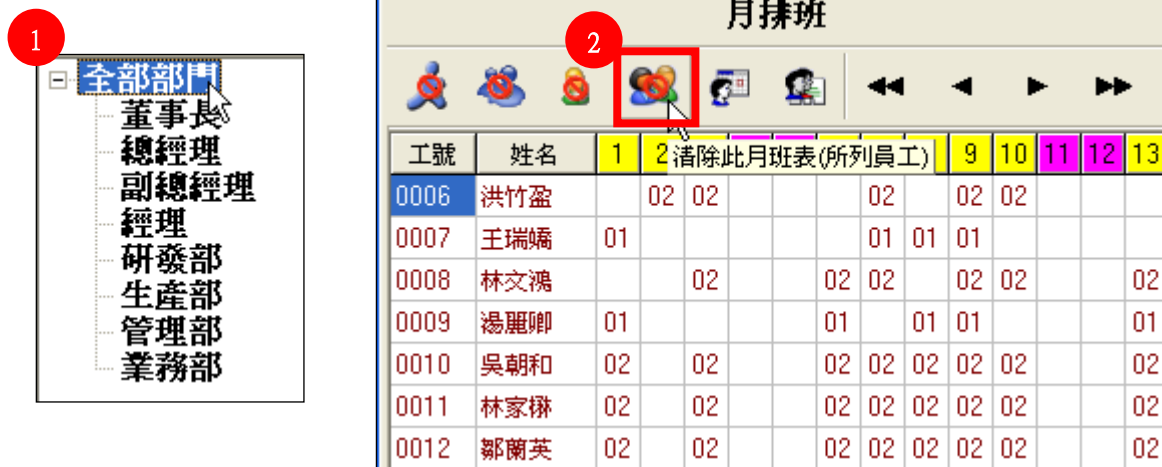 1
全部部門
董事長
總經理
副總經理
經理
研發部
生產部
管理部
業務部
月排班
2
工號 姓名 1 2 清除此月班表(所列員工) 9 10 11 12 13
0006 洪竹盈 02 02 02 02 02
0007 王瑞嬌 01 01 01 01
0008 林文鴻 02 02 02 02 02 02
0009 湯麗卿 01 01 01 01 01
0010 吳朝和 02 02 02 02 02 02 02 02
0011 林家 02 02 02 02 02 02 02 02
0012 鄒蘭英 02 02 02 02 02 02 02 02